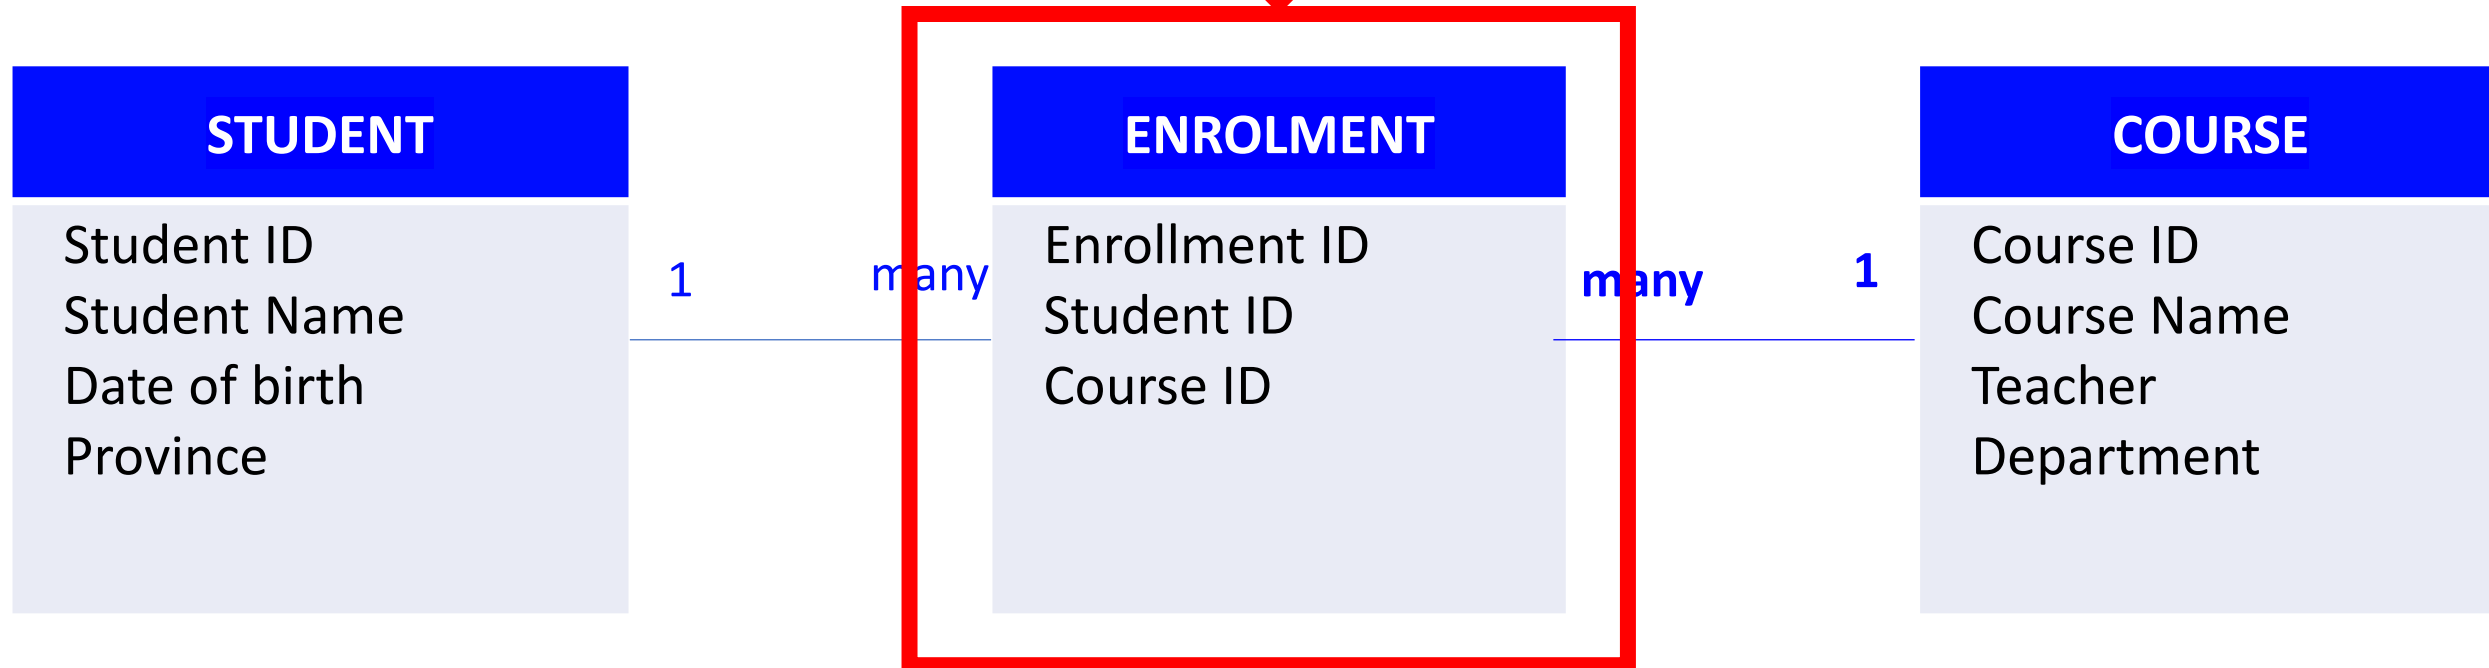 STUDENT
Student ID
Student Name
Date of birth
Province
1
many
ENROLMENT
Enrollment ID
Student ID
Course ID
many
1
COURSE
Course ID
Course Name
Teacher
Department